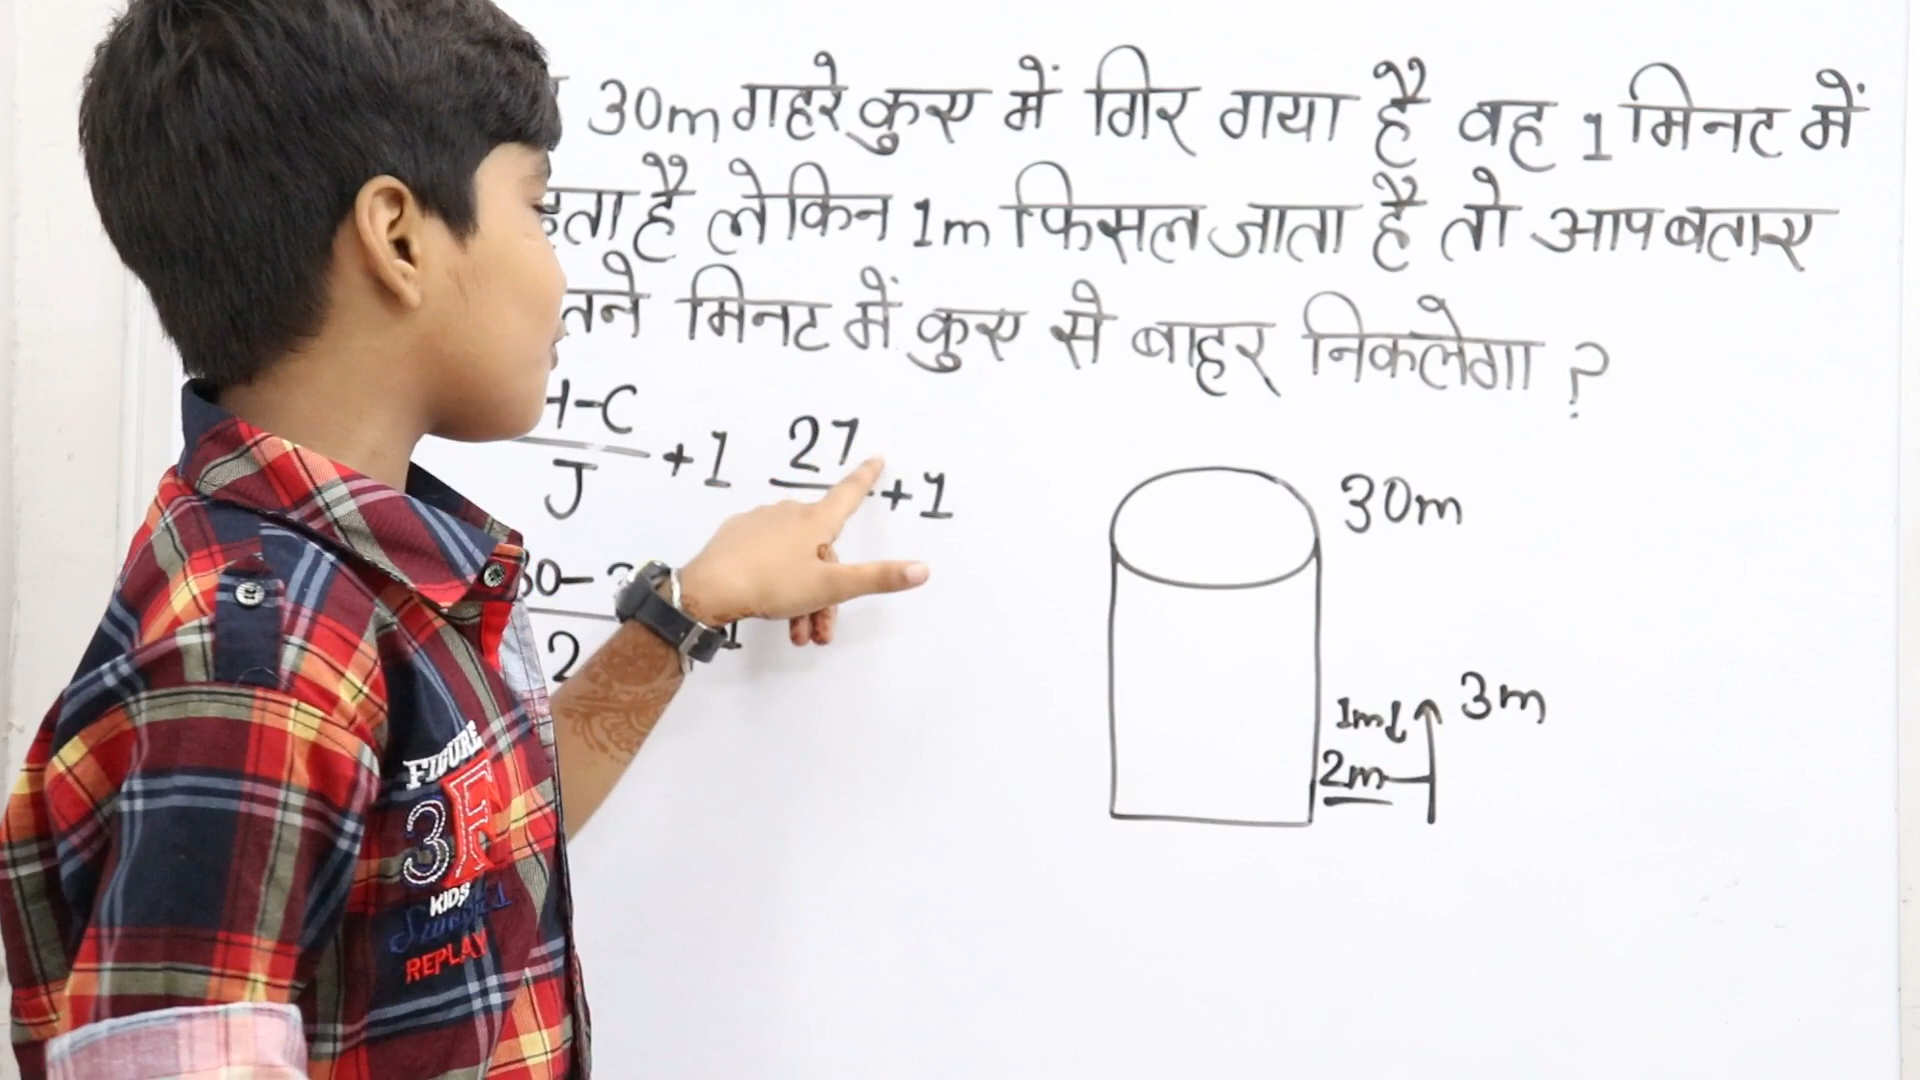 30m गहरे कुए में गिर गया है वह 1 मिनट में
है लेकिन 1m फिसल जाता है तो आप बताए
मिनट में कुए से बाहर निकलेगा ?
H-C
J
+1
27
+1
30m
2
1m↓
3m
2m
FIGURE
3F
KIDS
REPLAY